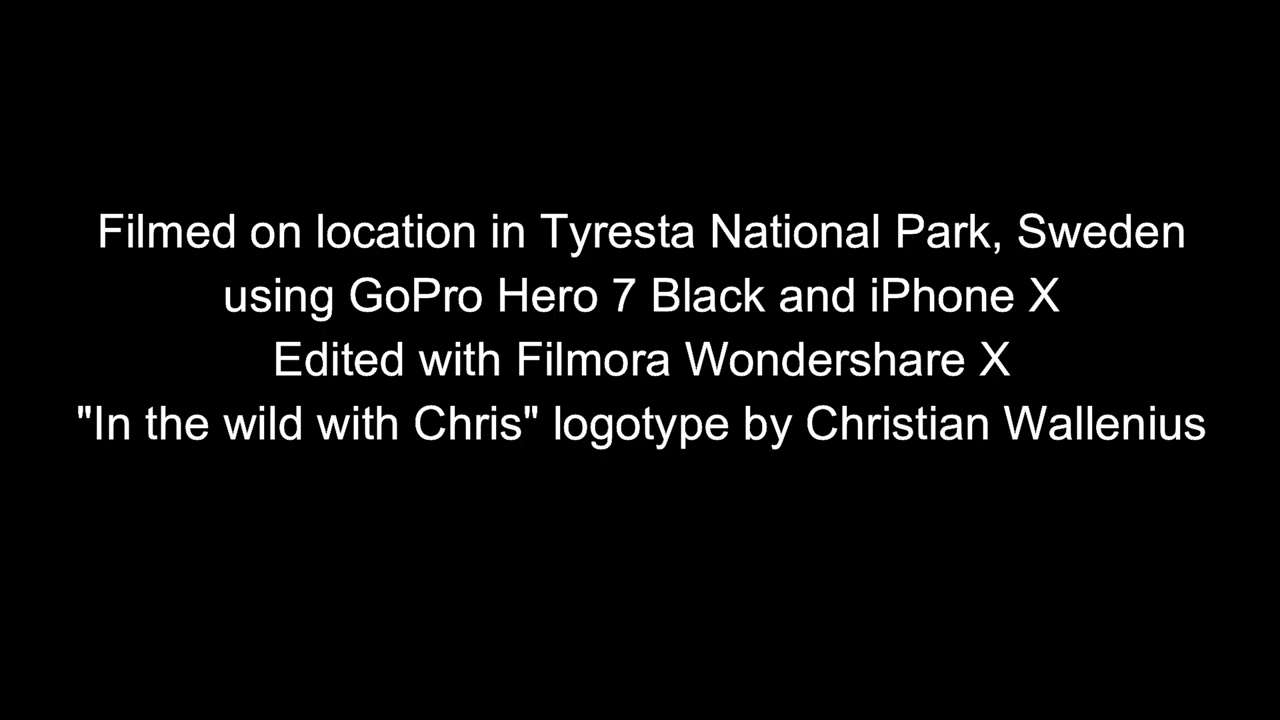 Filmed on location in Tyresta National Park, Sweden
using GoPro Hero 7 Black and iPhone X
Edited with Filmora Wondershare X
"In the wild with Chris" logotype by Christian Wallenius